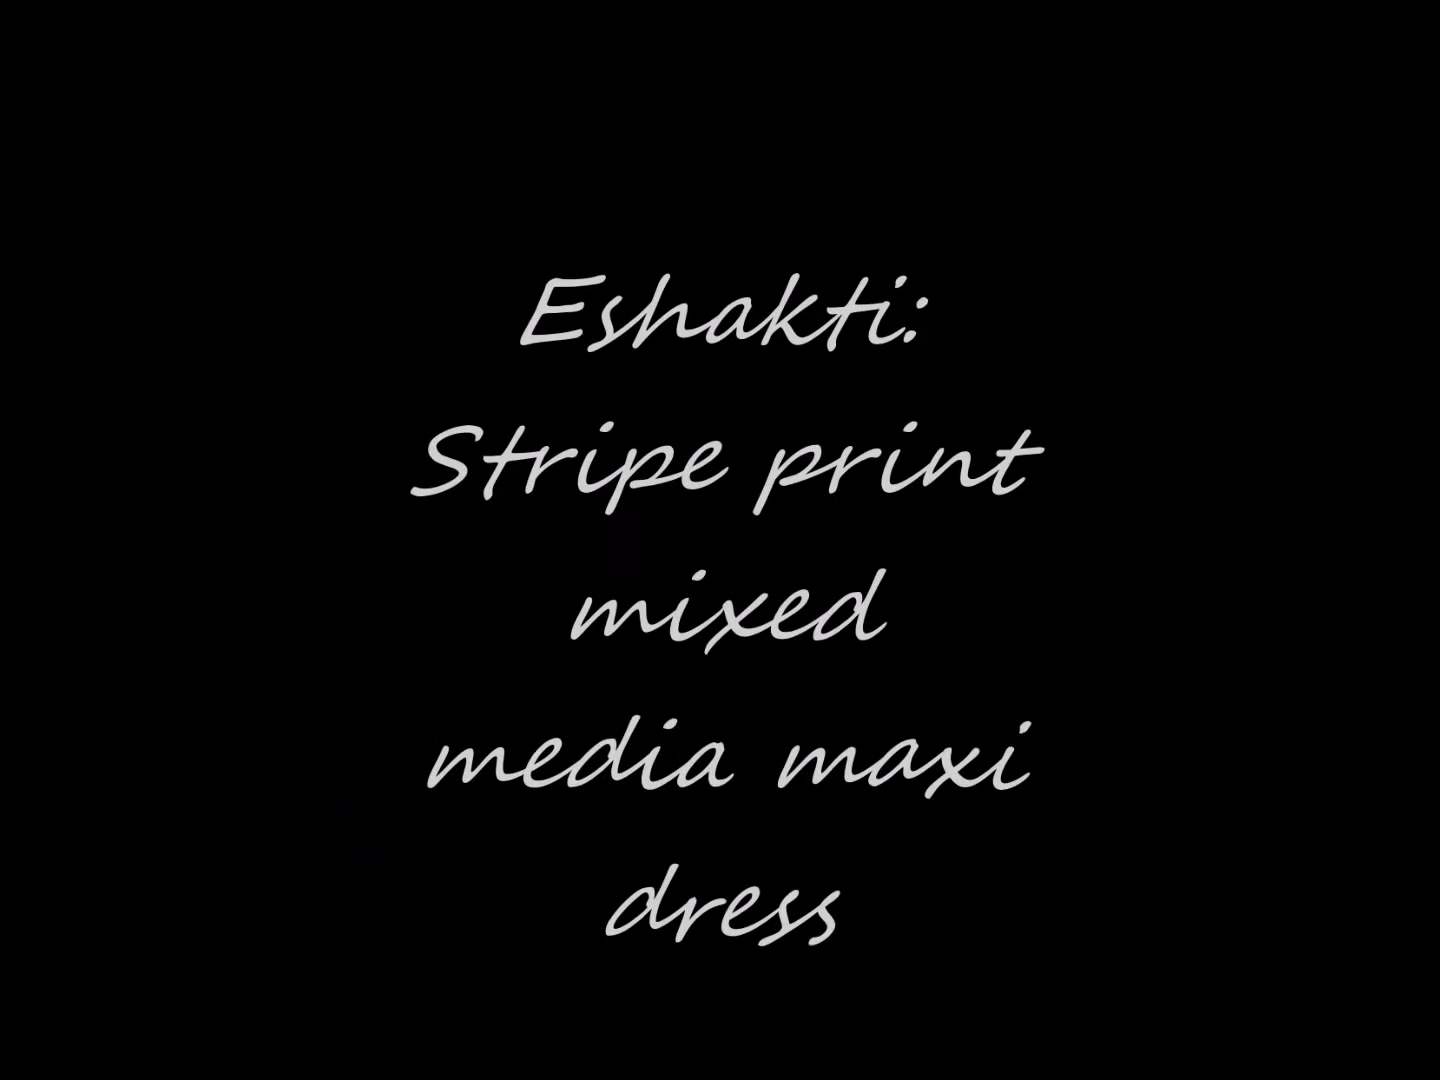 Eshakti:
Stripe print
mixed
media maxi
dress